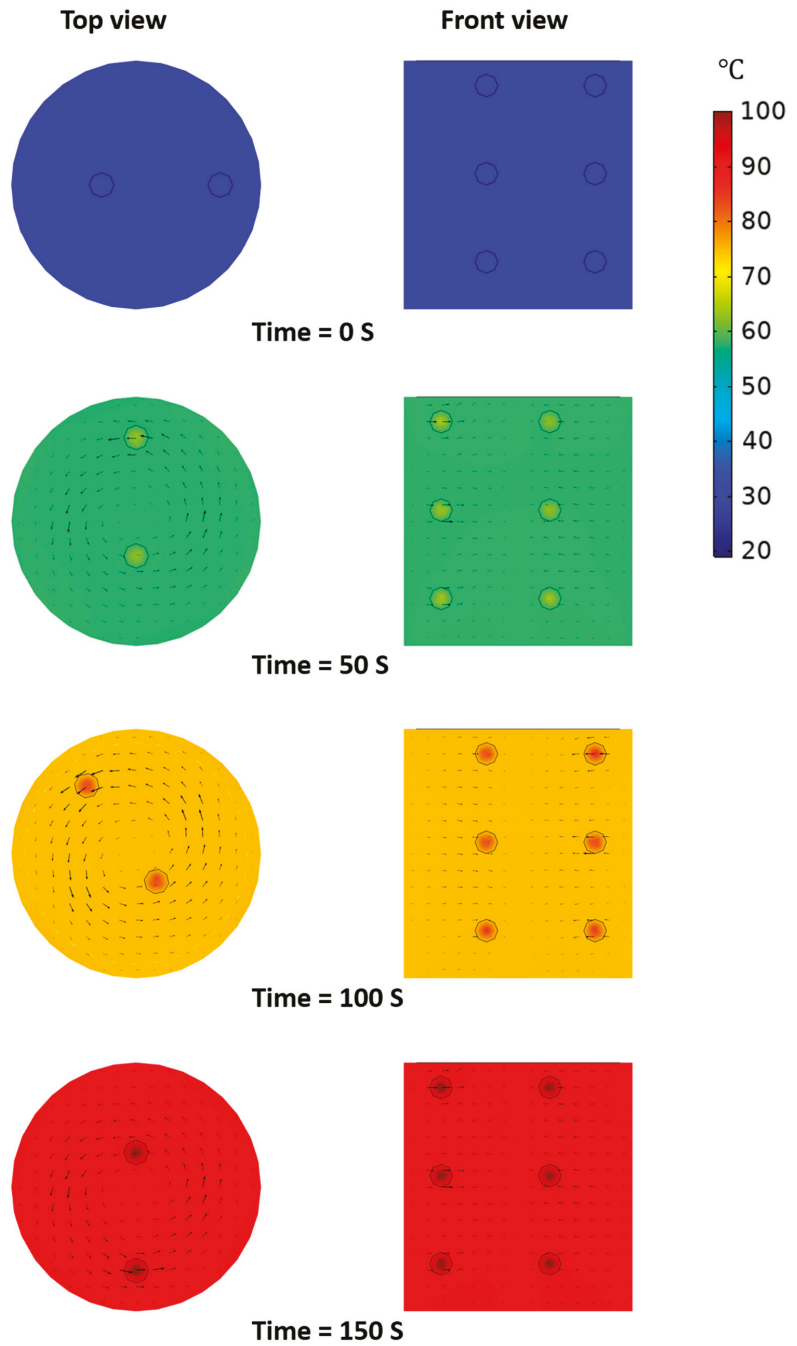 Top view
Front view
°C
100
90
80
70
60
50
40
30
20
Time = 0 S
Time = 50 S
Time = 100 S
Time = 150 S